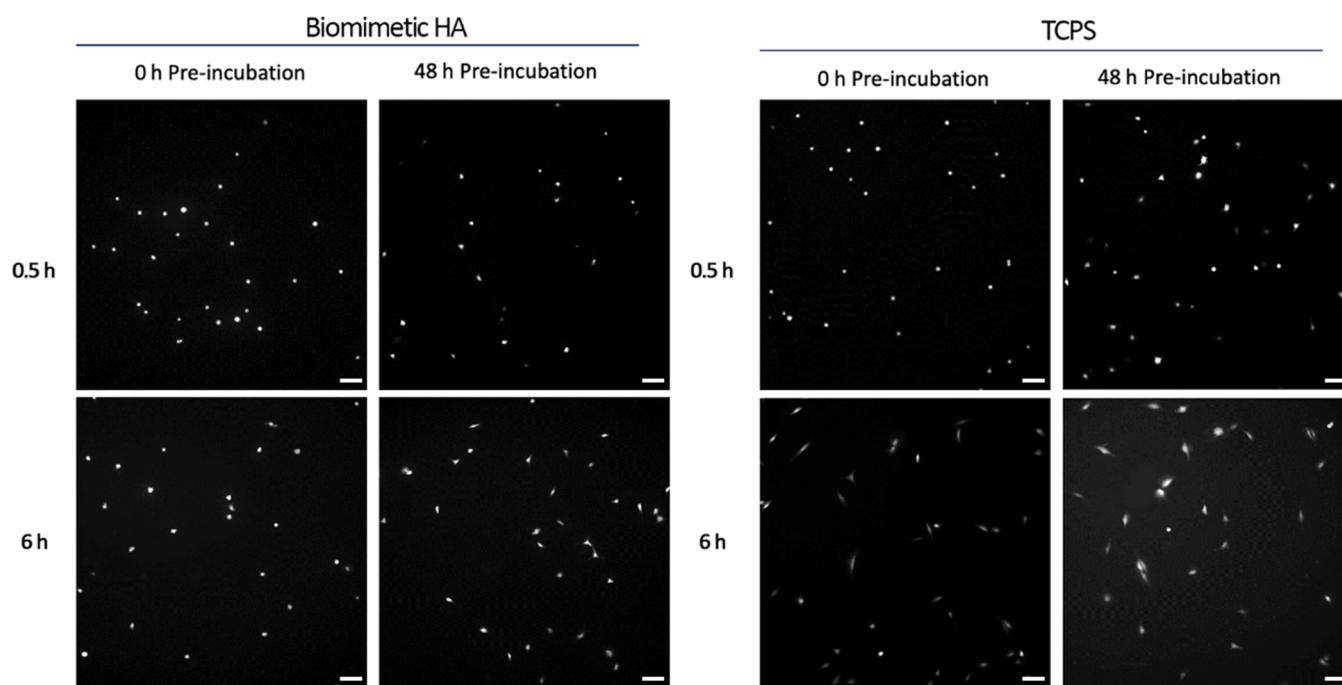 Biomimetic HA
TCPS
0 h Pre-incubation
48 h Pre-incubation
0 h Pre-incubation
48 h Pre-incubation
0.5 h
0.5 h
6 h
6 h